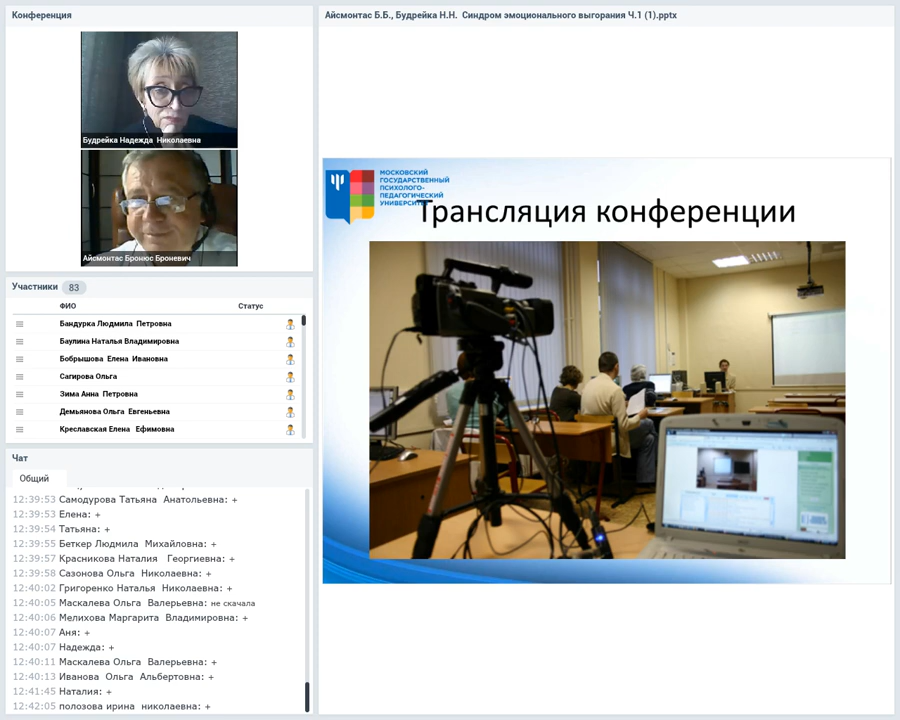 Конференция
Будрейка Надежда Николаевна
Айсмонтас Бронюс Броневич
Участники 83
ФИО Статус
Бандурка Людмила Петровна
Баулина Наталья Владимировна
Бобрышова Елена Ивановна
Сагирова Ольга
Зима Анна Петровна
Демьянова Ольга Евгеньевна
Креславская Елена Ефимовна
Чат
Общий
12:39:53 Самодурова Татьяна Анатольевна: +
12:39:53 Елена: +
12:39:54 Татьяна: +
12:39:55 Беткер Людмила Михайловна: +
12:39:57 Красникова Наталия Георгиевна: +
12:39:58 Сазонова Ольга Николаевна: +
12:40:02 Григоренко Наталья Николаевна: +
12:40:05 Маскалева Ольга Валерьевна: не скачала
12:40:06 Мелихова Маргарита Владимировна: +
12:40:07 Аня: +
12:40:07 Надежда: +
12:40:11 Маскалева Ольга Валерьевна: +
12:40:13 Иванова Ольга Альбертовна: +
12:41:45 Наталия: +
12:42:05 полозова ирина николаевна: +
Айсмонтас Б.Б., Будрейка Н.Н. Синдром эмоционального выгорания Ч.1 (1).pptx
МОСКОВСКИЙ
ГОСУДАРСТВЕННЫЙ
ПСИХОЛОГО-
ПЕДАГОГИЧЕСКИЙ
УНИВЕРСИТЕТ
Трансляция конференции